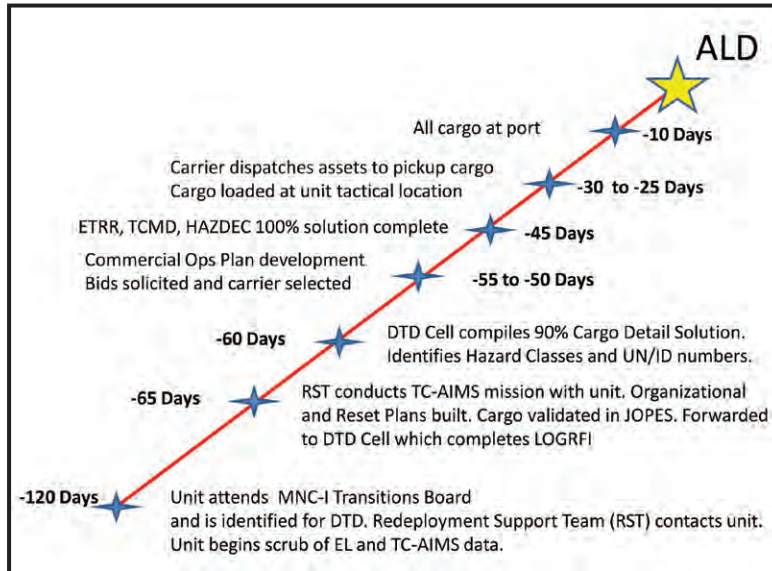 ALD
All cargo at port
-10 Days
Carrier dispatches assets to pickup cargo
Cargo loaded at unit tactical location
-30 to -25 Days
ETRR, TCMD, HAZDEC 100% solution complete
-45 Days
Commercial Ops Plan development
Bids solicited and carrier selected
-55 to -50 Days
-60 Days
DTD Cell compiles 90% Cargo Detail Solution.
Identifies Hazard Classes and UN/ID numbers.
-65 Days
RST conducts TC-AIMS mission with unit. Organizational
and Reset Plans built. Cargo validated in JOPES. Forwarded
to DTD Cell which completes LOGRFI
-120 Days
Unit attends MNC-I Transitions Board
and is identified for DTD. Redeployment Support Team (RST) contacts unit.
Unit begins scrub of EL and TC-AIMS data.